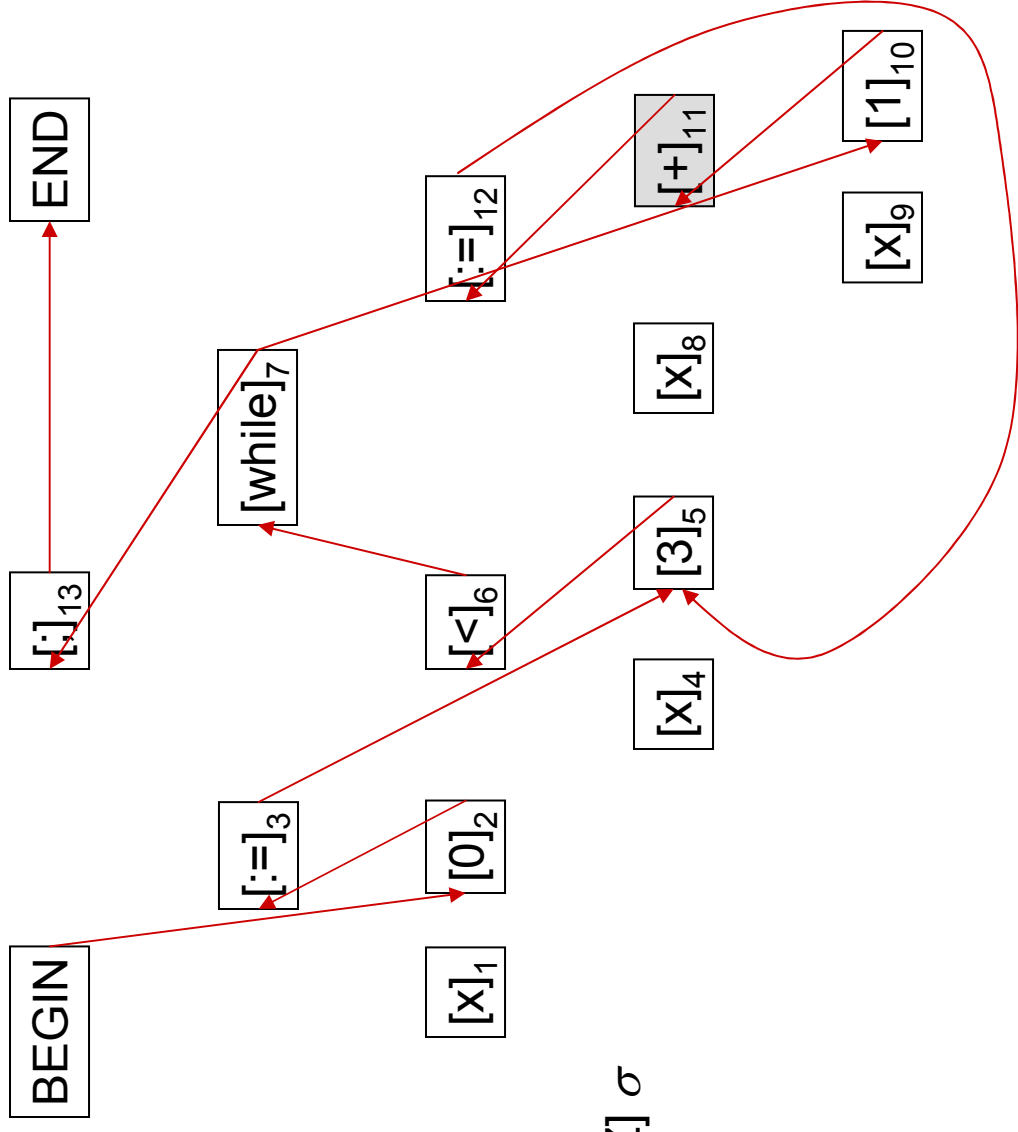 BEGIN [;]13 END
[:=]3 [while]7
[x]1 [0]2 [<]6 [:=]12
] σ
[x]4 [3]5 [x]8 [+]11
[x]9 [1]10